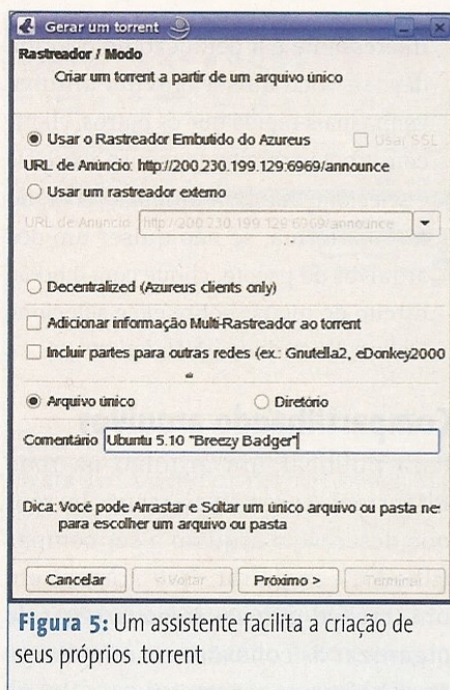 Gerar um torrent
Rastreador / Modo
Criar um torrent a partir de um arquivo único
Usar o Rastreador Embutido do Azureus
Usar SSL
URL de Anúncio: http://200.230.199.129:6969/announce
Usar um rastreador externo
URL de Anúncio: http://200.230.199.129:6969/announce
Decentralized (Azureus clients only)
Adicionar informação Multi-Rastreador ao torrent
Incluir partes para outras redes (ex.: Gnutella2, eDonkey2000
Arquivo único
Diretório
Comentário Ubuntu 5.10 "Breezy Badger"
Dica: Você pode Arrastar e Soltar um único arquivo ou pasta ne
para escolher um arquivo ou pasta
Cancelar < Voltar Próximo > Terminar
Figura 5: Um assistente facilita a criação de
seus próprios .torrent